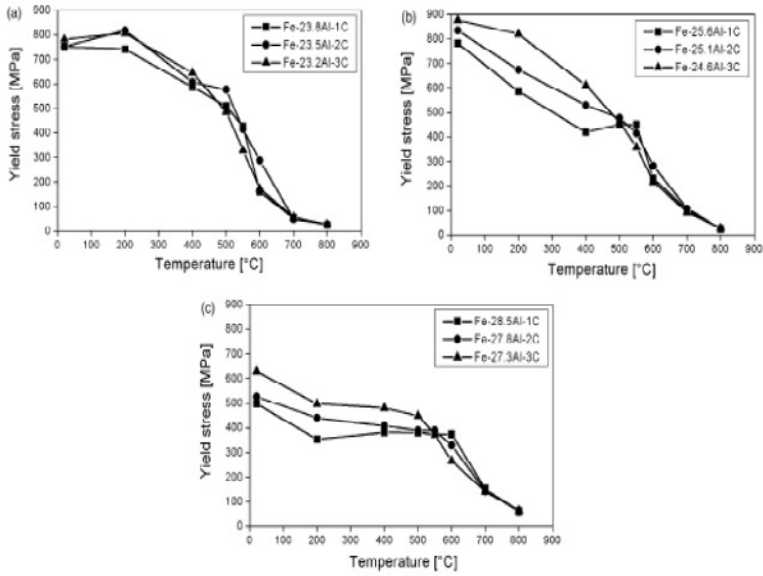 (a)
900
800
700
600
500
400
300
200
100
0
Yield stress [MPa]
Fe-23.8Al-1C
Fe-23.5Al-2C
Fe-23.2Al-3C
0 100 200 300 400 500 600 700 800 900
Temperature [°C]
(b)
900
800
700
600
500
400
300
200
100
0
Yield stress [MPa]
Fe-25.6Al-1C
Fe-25.1Al-2C
Fe-24.6Al-3C
0 100 200 300 400 500 600 700 800 900
Temperature [°C]
(c)
900
800
700
600
500
400
300
200
100
0
Yield stress [MPa]
Fe-28.5Al-1C
Fe-27.8Al-2C
Fe-27.3Al-3C
0 100 200 300 400 500 600 700 800 900
Temperature [°C]